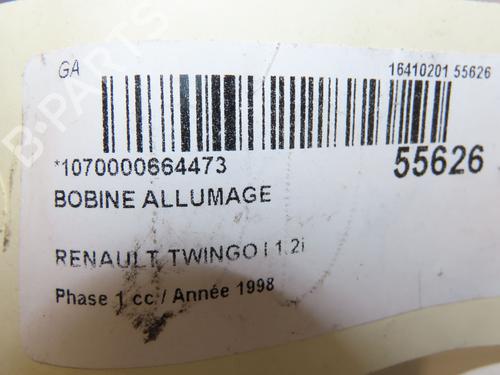 GA
16410201 55626
*1070000664473
55626
BOBINE ALLUMAGE
RENAULT TWINGO I 1.2i
Phase 1 cc / Année 1998
B-PARTS